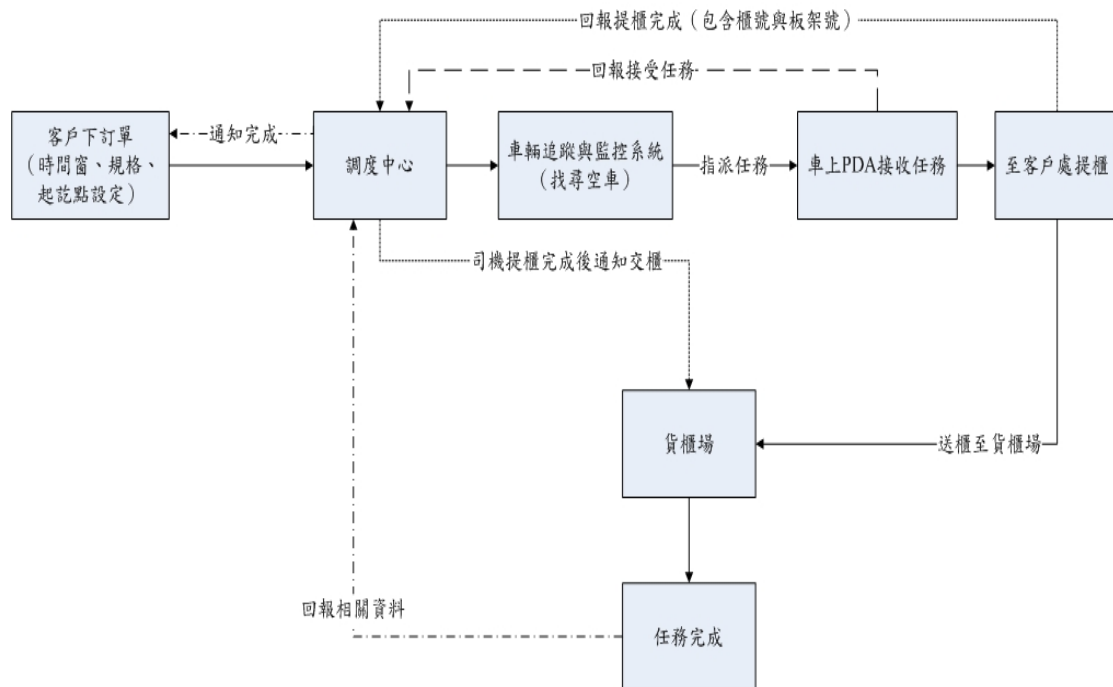 回報提櫃完成（包含櫃號與板架號）
回報接受任務
客戶下訂單
（時間窗、規格、
起訖點設定）
通知完成
調度中心
車輛追蹤與監控系統
（找尋空車）
指派任務
車上PDA接收任務
至客戶處提櫃
司機提櫃完成後通知交櫃
貨櫃場
送櫃至貨櫃場
回報相關資料
任務完成